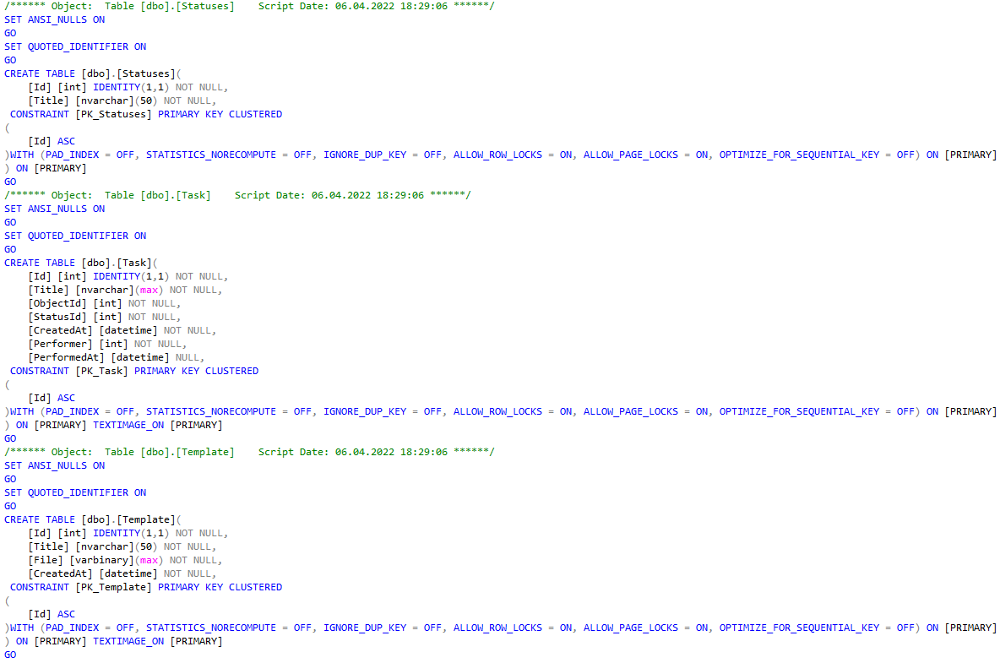 /****** Object:  Table [dbo].[Statuses]    Script Date: 06.04.2022 18:29:06 ******/
SET ANSI_NULLS ON
GO
SET QUOTED_IDENTIFIER ON
GO
CREATE TABLE [dbo].[Statuses](
    [Id] [int] IDENTITY(1,1) NOT NULL,
    [Title] [nvarchar](50) NOT NULL,
 CONSTRAINT [PK_Statuses] PRIMARY KEY CLUSTERED
(
    [Id] ASC
)WITH (PAD_INDEX = OFF, STATISTICS_NORECOMPUTE = OFF, IGNORE_DUP_KEY = OFF, ALLOW_ROW_LOCKS = ON, ALLOW_PAGE_LOCKS = ON, OPTIMIZE_FOR_SEQUENTIAL_KEY = OFF) ON [PRIMARY]
) ON [PRIMARY]
GO
/****** Object:  Table [dbo].[Task]    Script Date: 06.04.2022 18:29:06 ******/
SET ANSI_NULLS ON
GO
SET QUOTED_IDENTIFIER ON
GO
CREATE TABLE [dbo].[Task](
    [Id] [int] IDENTITY(1,1) NOT NULL,
    [Title] [nvarchar](max) NOT NULL,
    [ObjectId] [int] NOT NULL,
    [StatusId] [int] NOT NULL,
    [CreatedAt] [datetime] NOT NULL,
    [Performer] [int] NOT NULL,
    [PerformedAt] [datetime] NULL,
 CONSTRAINT [PK_Task] PRIMARY KEY CLUSTERED
(
    [Id] ASC
)WITH (PAD_INDEX = OFF, STATISTICS_NORECOMPUTE = OFF, IGNORE_DUP_KEY = OFF, ALLOW_ROW_LOCKS = ON, ALLOW_PAGE_LOCKS = ON, OPTIMIZE_FOR_SEQUENTIAL_KEY = OFF) ON [PRIMARY]
) ON [PRIMARY] TEXTIMAGE_ON [PRIMARY]
GO
/****** Object:  Table [dbo].[Template]    Script Date: 06.04.2022 18:29:06 ******/
SET ANSI_NULLS ON
GO
SET QUOTED_IDENTIFIER ON
GO
CREATE TABLE [dbo].[Template](
    [Id] [int] IDENTITY(1,1) NOT NULL,
    [Title] [nvarchar](50) NOT NULL,
    [File] [varbinary](max) NOT NULL,
    [CreatedAt] [datetime] NOT NULL,
 CONSTRAINT [PK_Template] PRIMARY KEY CLUSTERED
(
    [Id] ASC
)WITH (PAD_INDEX = OFF, STATISTICS_NORECOMPUTE = OFF, IGNORE_DUP_KEY = OFF, ALLOW_ROW_LOCKS = ON, ALLOW_PAGE_LOCKS = ON, OPTIMIZE_FOR_SEQUENTIAL_KEY = OFF) ON [PRIMARY]
) ON [PRIMARY] TEXTIMAGE_ON [PRIMARY]
GO